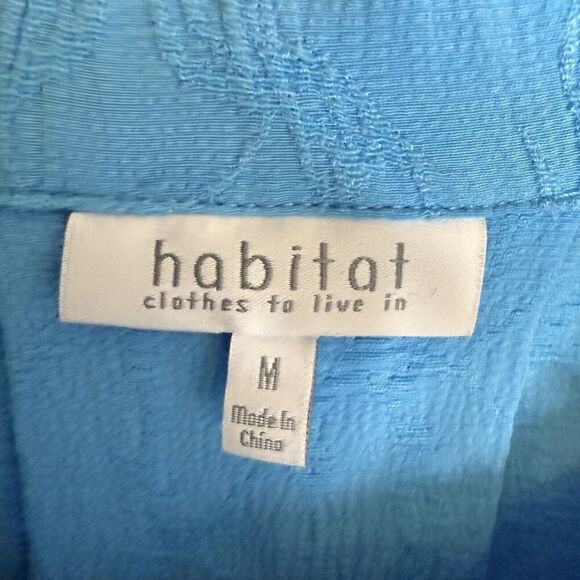 habitat
clothes to live in
M
Made In
China